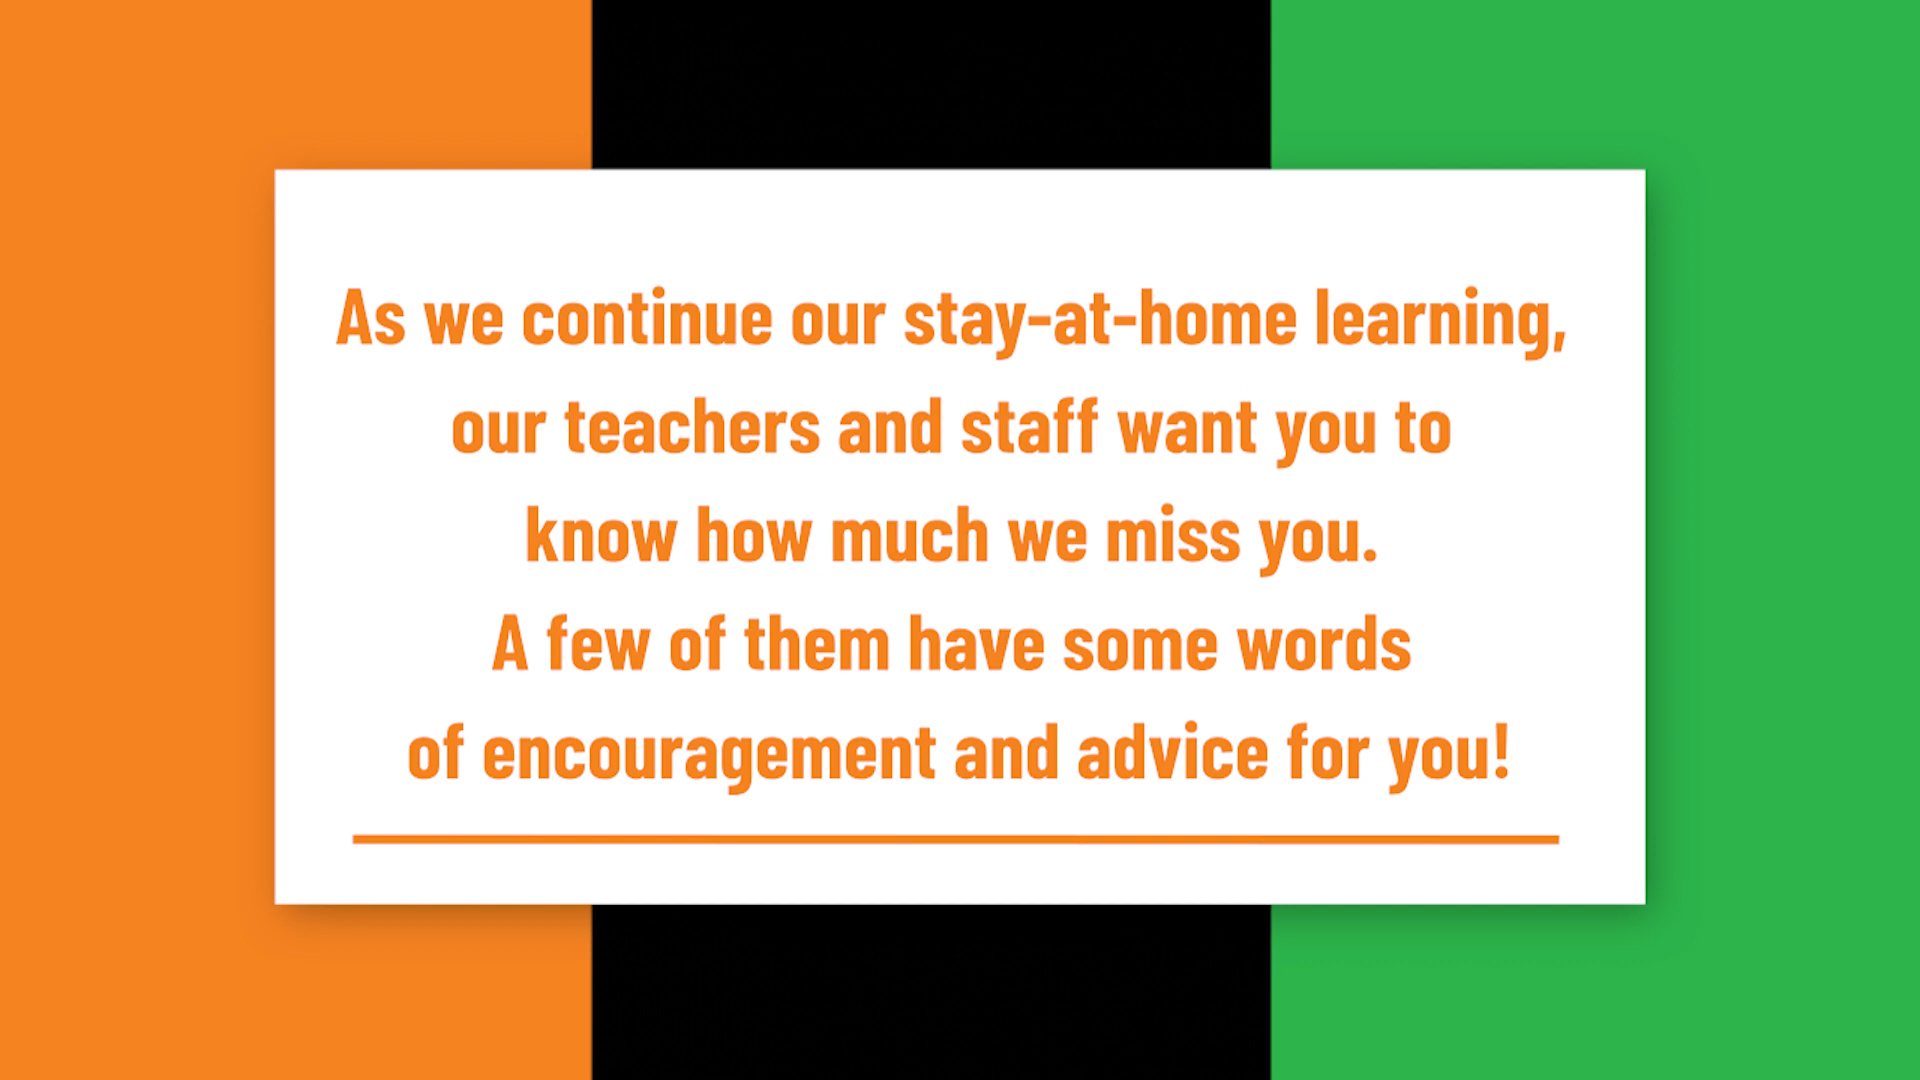 As we continue our stay-at-home learning,
our teachers and staff want you to
know how much we miss you.
A few of them have some words
of encouragement and advice for you!